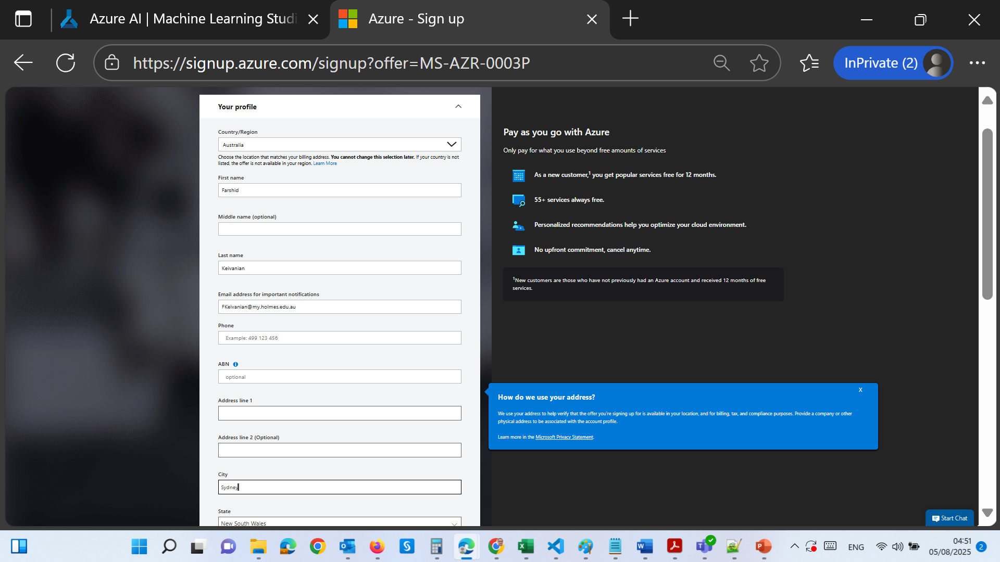 Azure AI | Machine Learning Studi
Azure - Sign up
https://signup.azure.com/signup?offer=MS-AZR-0003P
InPrivate (2)
Your profile
Country/Region
Australia
Choose the location that matches your billing address. You cannot change this selection later. If your country is not
listed, the offer is not available in your region. Learn More
First name
Farshid
Middle name (optional)
Last name
Keivanian
Email address for important notifications
FKeivanian@my.holmes.edu.au
Phone
Example: 499 123 456
ABN
optional
Address line 1
Address line 2 (Optional)
City
Sydney
State
New South Wales
Pay as you go with Azure
Only pay for what you use beyond free amounts of services
As a new customer,¹ you get popular services free for 12 months.
55+ services always free.
Personalized recommendations help you optimize your cloud environment.
No upfront commitment, cancel anytime.
¹New customers are those who have not previously had an Azure account and received 12 months of free
services.
How do we use your address?
X
We use your address to help verify that the offer you're signing up for is available in your location, and for billing, tax, and compliance purposes. Provide a company or other
physical address to be associated with the account profile.
Learn more in the Microsoft Privacy Statement.
Start Chat
ENG
04:51
05/08/2025
2